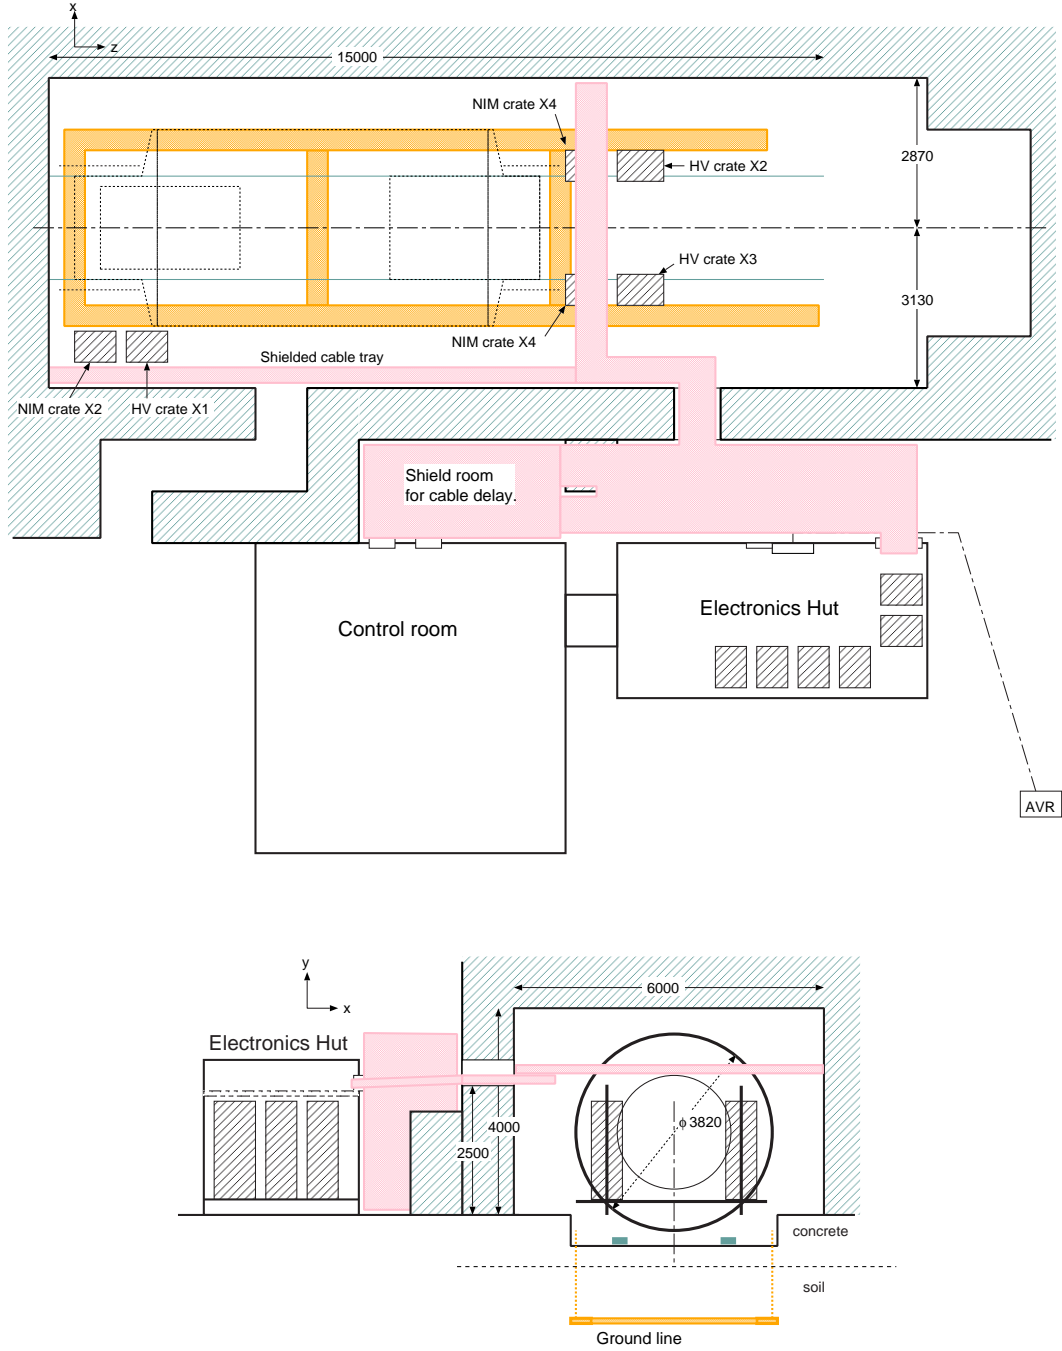 x
z
15000
NIM crate X4
HV crate X2
2870
HV crate X3
3130
NIM crate X4
Shielded cable tray
NIM crate X2
HV crate X1
Shield room
for cable delay.
Control room
Electronics Hut
AVR
y
x
6000
Electronics Hut
ϕ 3820
4000
2500
concrete
soil
Ground line